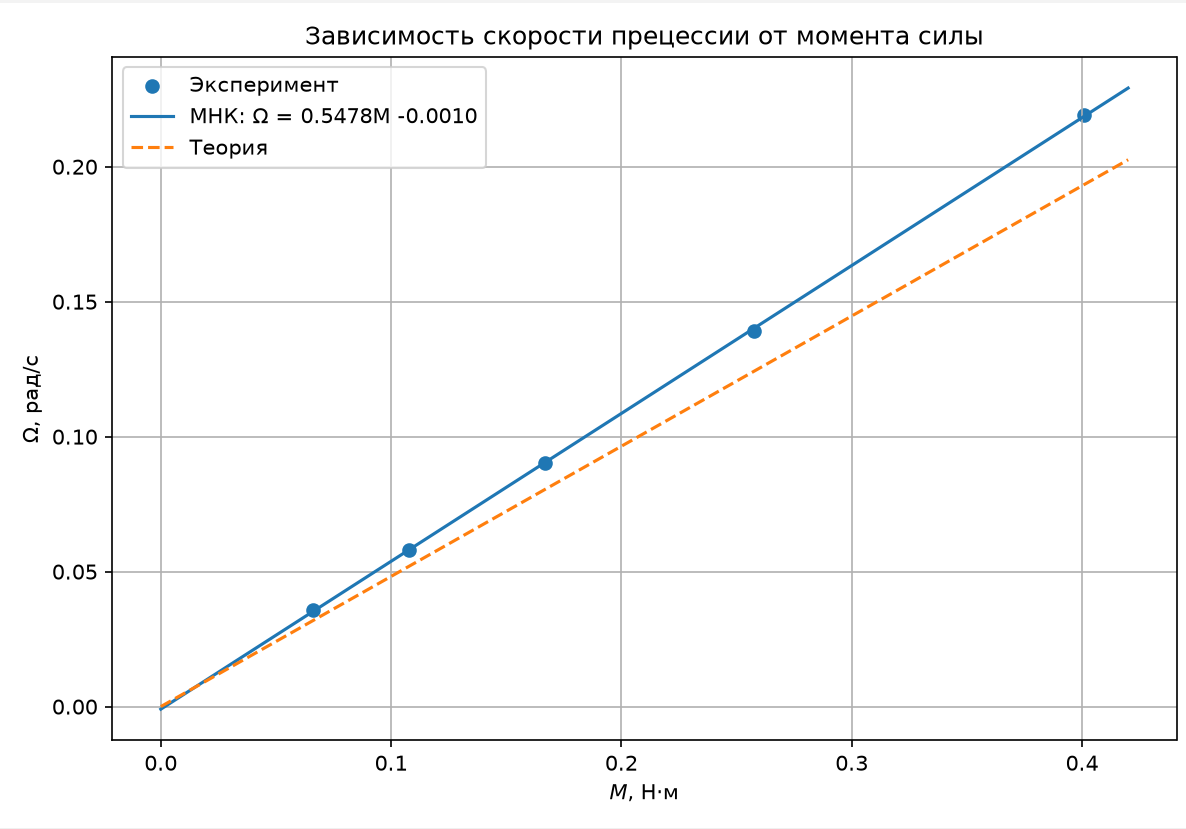 Зависимость скорости прецессии от момента силы
Эксперимент
МНК: Ω = 0.5478M -0.0010
Теория
0.20
0.15
0.10
0.05
0.00
Ω, рад/с
0.0 0.1 0.2 0.3 0.4
M, Н·м